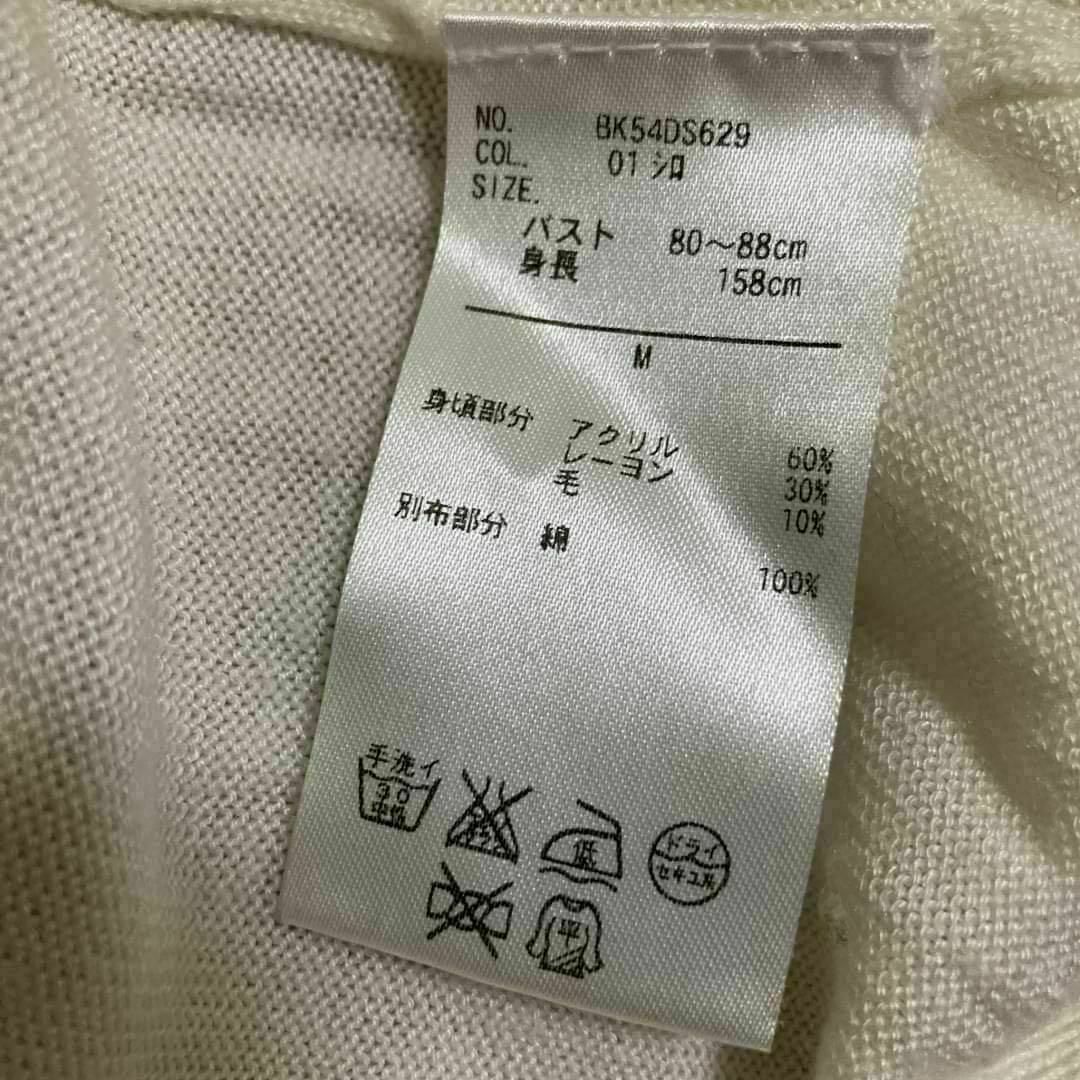 NO. BK54DS629
COL. 01 シロ
SIZE.
バスト 80～88cm
身長 158cm
M
身頃部分 アクリル 60%
レーヨン 30%
毛 10%
別布部分 綿 100%
手洗イ
30
中性
低
ドライ
セキユ系
平